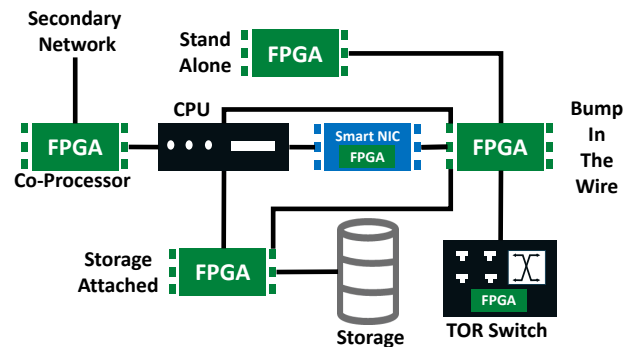 Secondary
Network
Stand
Alone
FPGA
CPU
Smart NIC
FPGA
FPGA
Co-Processor
FPGA
Bump
In
The
Wire
Storage
Attached
FPGA
Storage
FPGA
TOR Switch